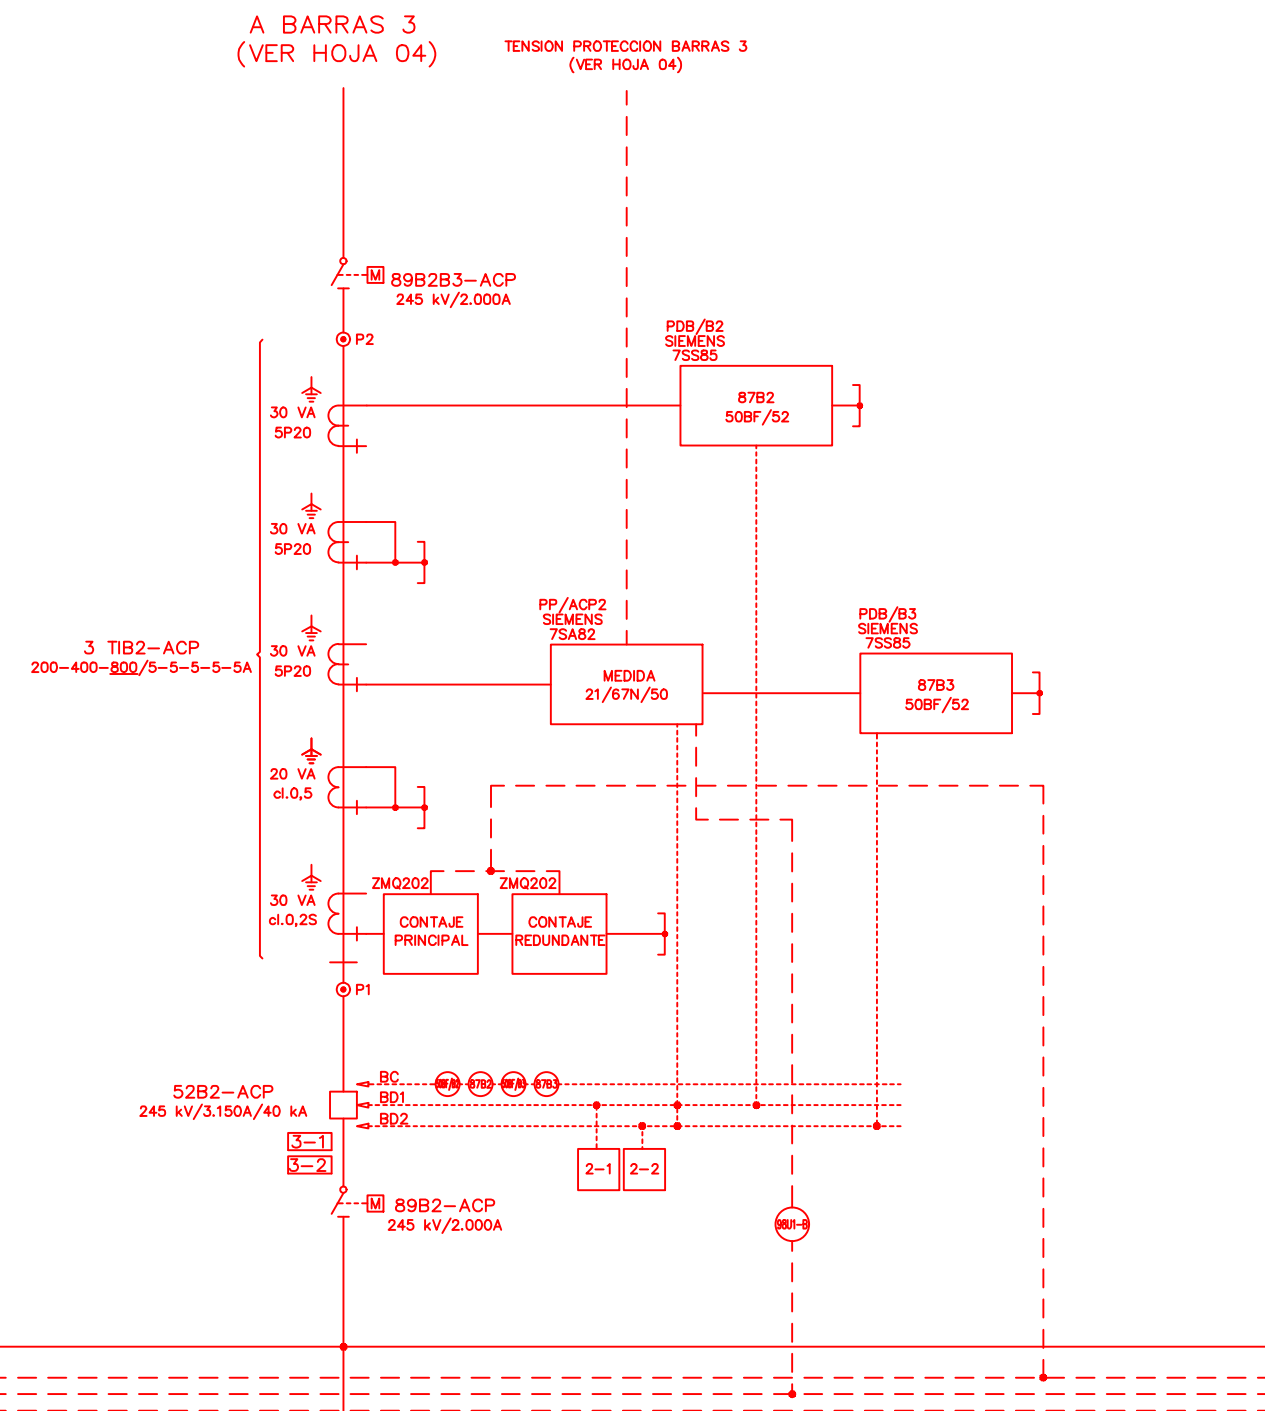 A BARRAS 3
(VER HOJA 04)
TENSION PROTECCION BARRAS 3
(VER HOJA 04)
M
89B2B3-ACP
245 kV/2.000A
P2
PDB/B2
SIEMENS
7SS85
87B2
50BF/52
30 VA
5P20
30 VA
5P20
PP/ACP2
SIEMENS
7SA82
MEDIDA
21/67N/50
PDB/B3
SIEMENS
7SS85
87B3
50BF/52
3 TIB2-ACP
200-400-800/5-5-5-5-5A
30 VA
5P20
20 VA
cl.0,5
30 VA
cl.0,2S
ZMQ202
ZMQ202
CONTAJE
PRINCIPAL
CONTAJE
REDUNDANTE
P1
52B2-ACP
245 kV/3.150A/40 kA
BC
50BF/B2
87B2
50BF/B3
87B3
BD1
BD2
3-1
3-2
2-1
2-2
M
89B2-ACP
245 kV/2.000A
98U1-B